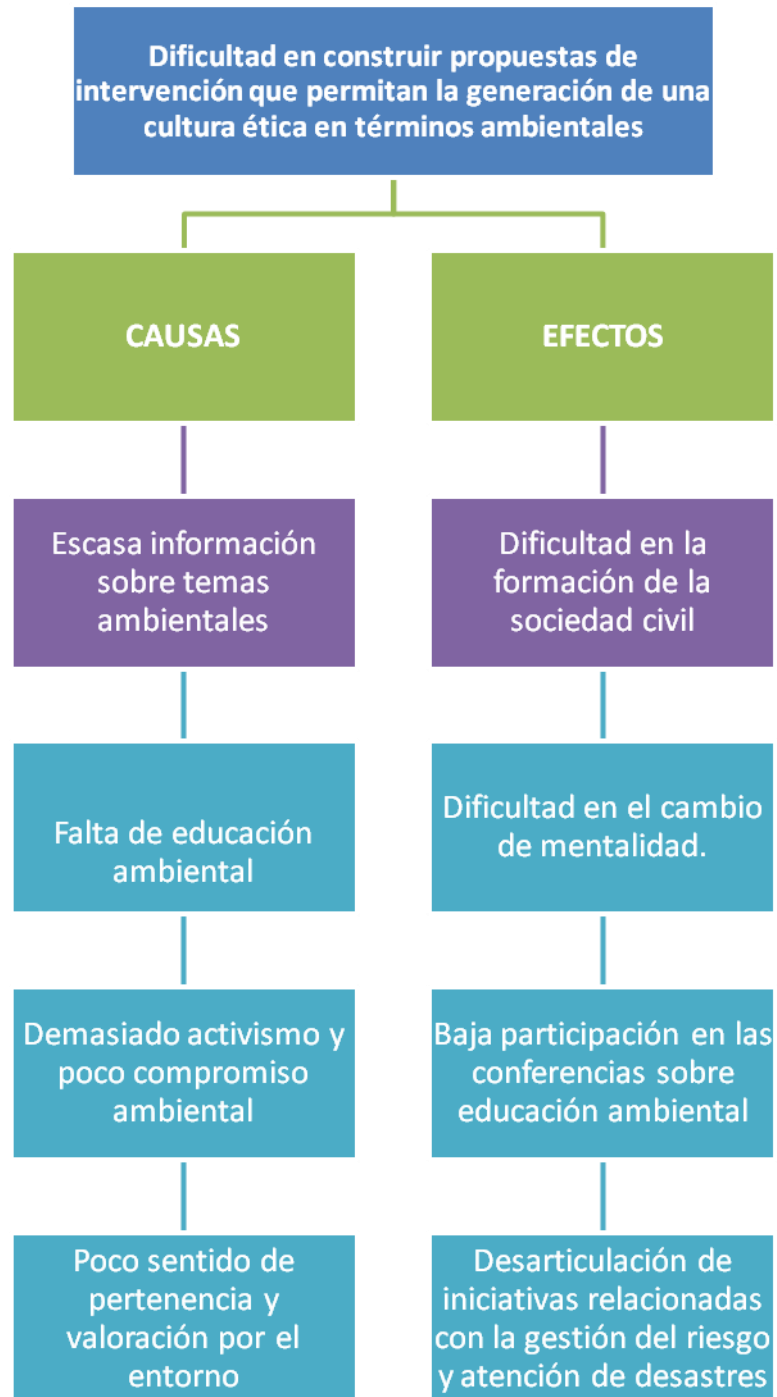 Dificultad en construir propuestas de
intervención que permitan la generación de una
cultura ética en términos ambientales
CAUSAS
Escasa información
sobre temas
ambientales
Falta de educación
ambiental
Demasiado activismo y
poco compromiso
ambiental
Poco sentido de
pertenencia y
valoración por el
entorno
EFECTOS
Dificultad en la
formación de la
sociedad civil
Dificultad en el cambio
de mentalidad.
Baja participación en las
conferencias sobre
educación ambiental
Desarticulación de
iniciativas relacionadas
con la gestión del riesgo
y atención de desastres